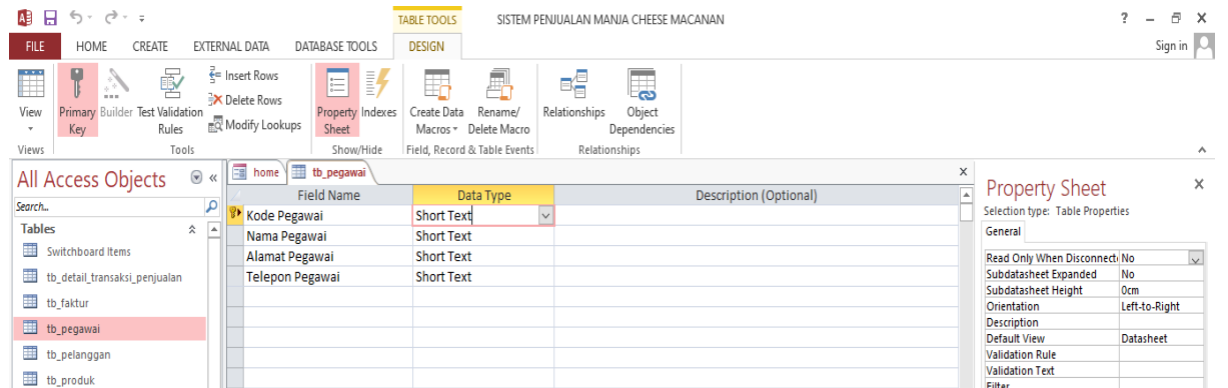 TABLE TOOLS SISTEM PENJUALAN MANJA CHEESE MACANAN ?
FILE HOME CREATE EXTERNAL DATA DATABASE TOOLS DESIGN Sign in
View Primary Key Builder Test Validation Rules Insert Rows Delete Rows Modify Lookups Property Sheet Indexes Create Data Macros Rename/ Delete Macro Relationships Object Dependencies
Views Tools Show/Hide Field, Record & Table Events Relationships
All Access Objects «
Search...
Tables
Switchboard Items
tb_detail_transaksi_penjualan
tb_faktur
tb_pegawai
tb_pelanggan
tb_produk
home tb_pegawai
Field Name Data Type Description (Optional)
Kode Pegawai Short Text
Nama Pegawai Short Text
Alamat Pegawai Short Text
Telepon Pegawai Short Text
Property Sheet
Selection type: Table Properties
General
Read Only When Disconnect No
Subdatasheet Expanded No
Subdatasheet Height 0cm
Orientation Left-to-Right
Description
Default View Datasheet
Validation Rule
Validation Text
Filter